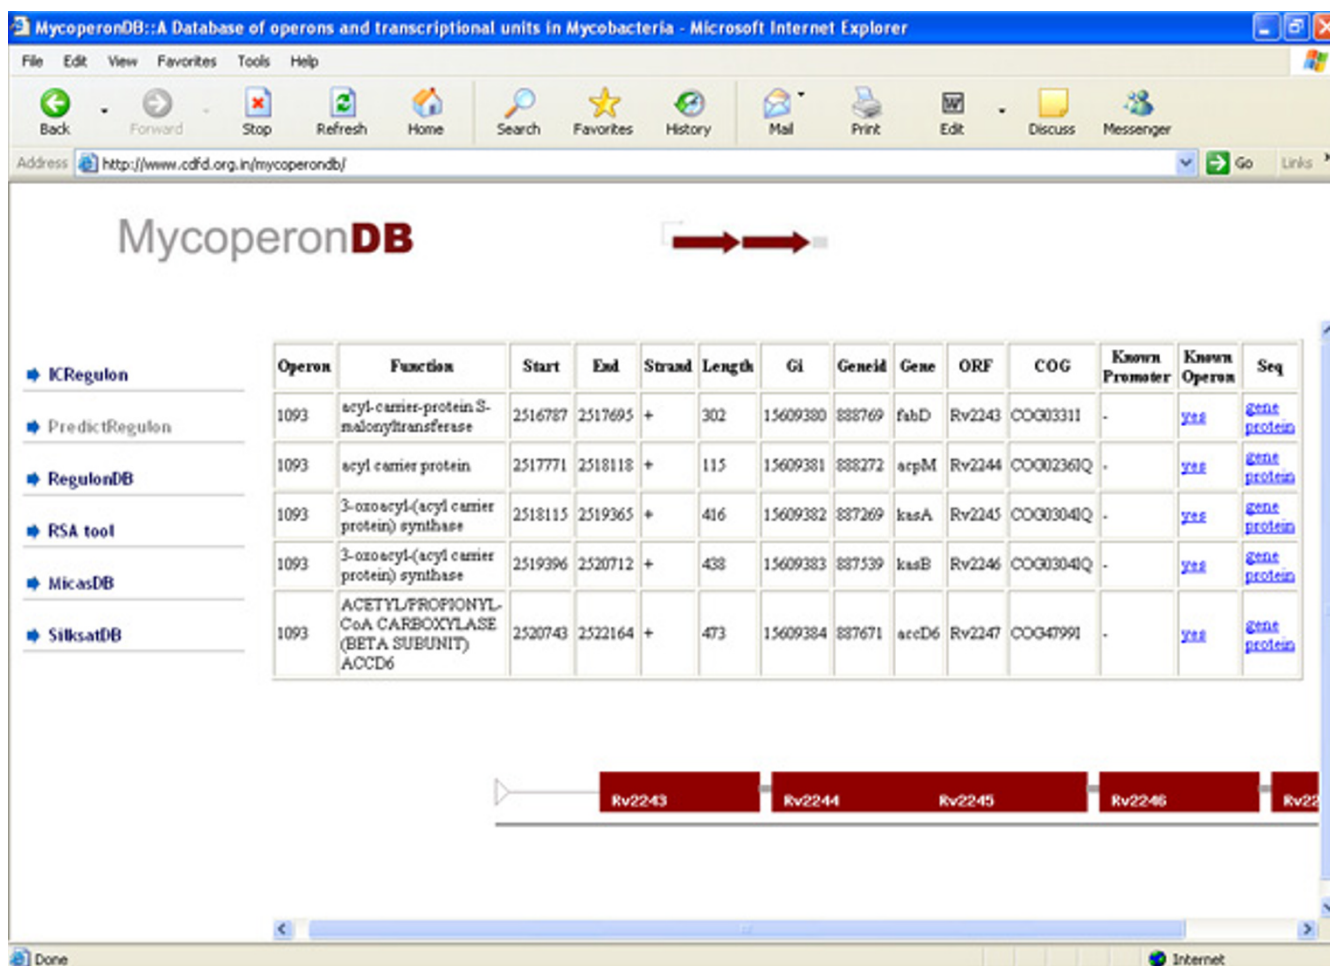 MycoperonDB::A Database of operons and transcriptional units in Mycobacteria - Microsoft Internet Explorer
File Edit View Favorites Tools Help
Back Forward Stop Refresh Home Search Favorites History Mail Print Edit Discuss Messenger
Address http://www.cdfd.org.in/mycoperondb/ Go Links
MycoperonDB
ICRegulon
PredictRegulon
RegulonDB
RSA tool
MicasDB
SilksatDB
Operon Function Start End Strand Length Gi Geneid Gene ORF COG Known Promoter Known Operon Seq
1093 acyl-carrier-protein S- 2516787 2517695 + 302 15609380 888769 fabD Rv2243 COG0331I - yes gene
malonyltransferase protein
1093 acyl carrier protein 2517771 2518118 + 115 15609381 888272 acpM Rv2244 COG0236IQ - yes gene
protein
1093 3-oxoacyl-(acyl carrier 2518115 2519365 + 416 15609382 887269 kasA Rv2245 COG0304IQ - yes gene
protein) synthase protein
1093 3-oxoacyl-(acyl carrier 2519396 2520712 + 438 15609383 887539 kasB Rv2246 COG0304IQ - yes gene
protein) synthase protein
ACETYL/PROPIONYL-
CoA CARBOXYLASE
1093 (BETA SUBUNIT) 2520743 2522164 + 473 15609384 887671 accD6 Rv2247 COG4799I - yes gene
ACCD6 protein
Rv2243 Rv2244 Rv2245 Rv2246 Rv22
Done Internet